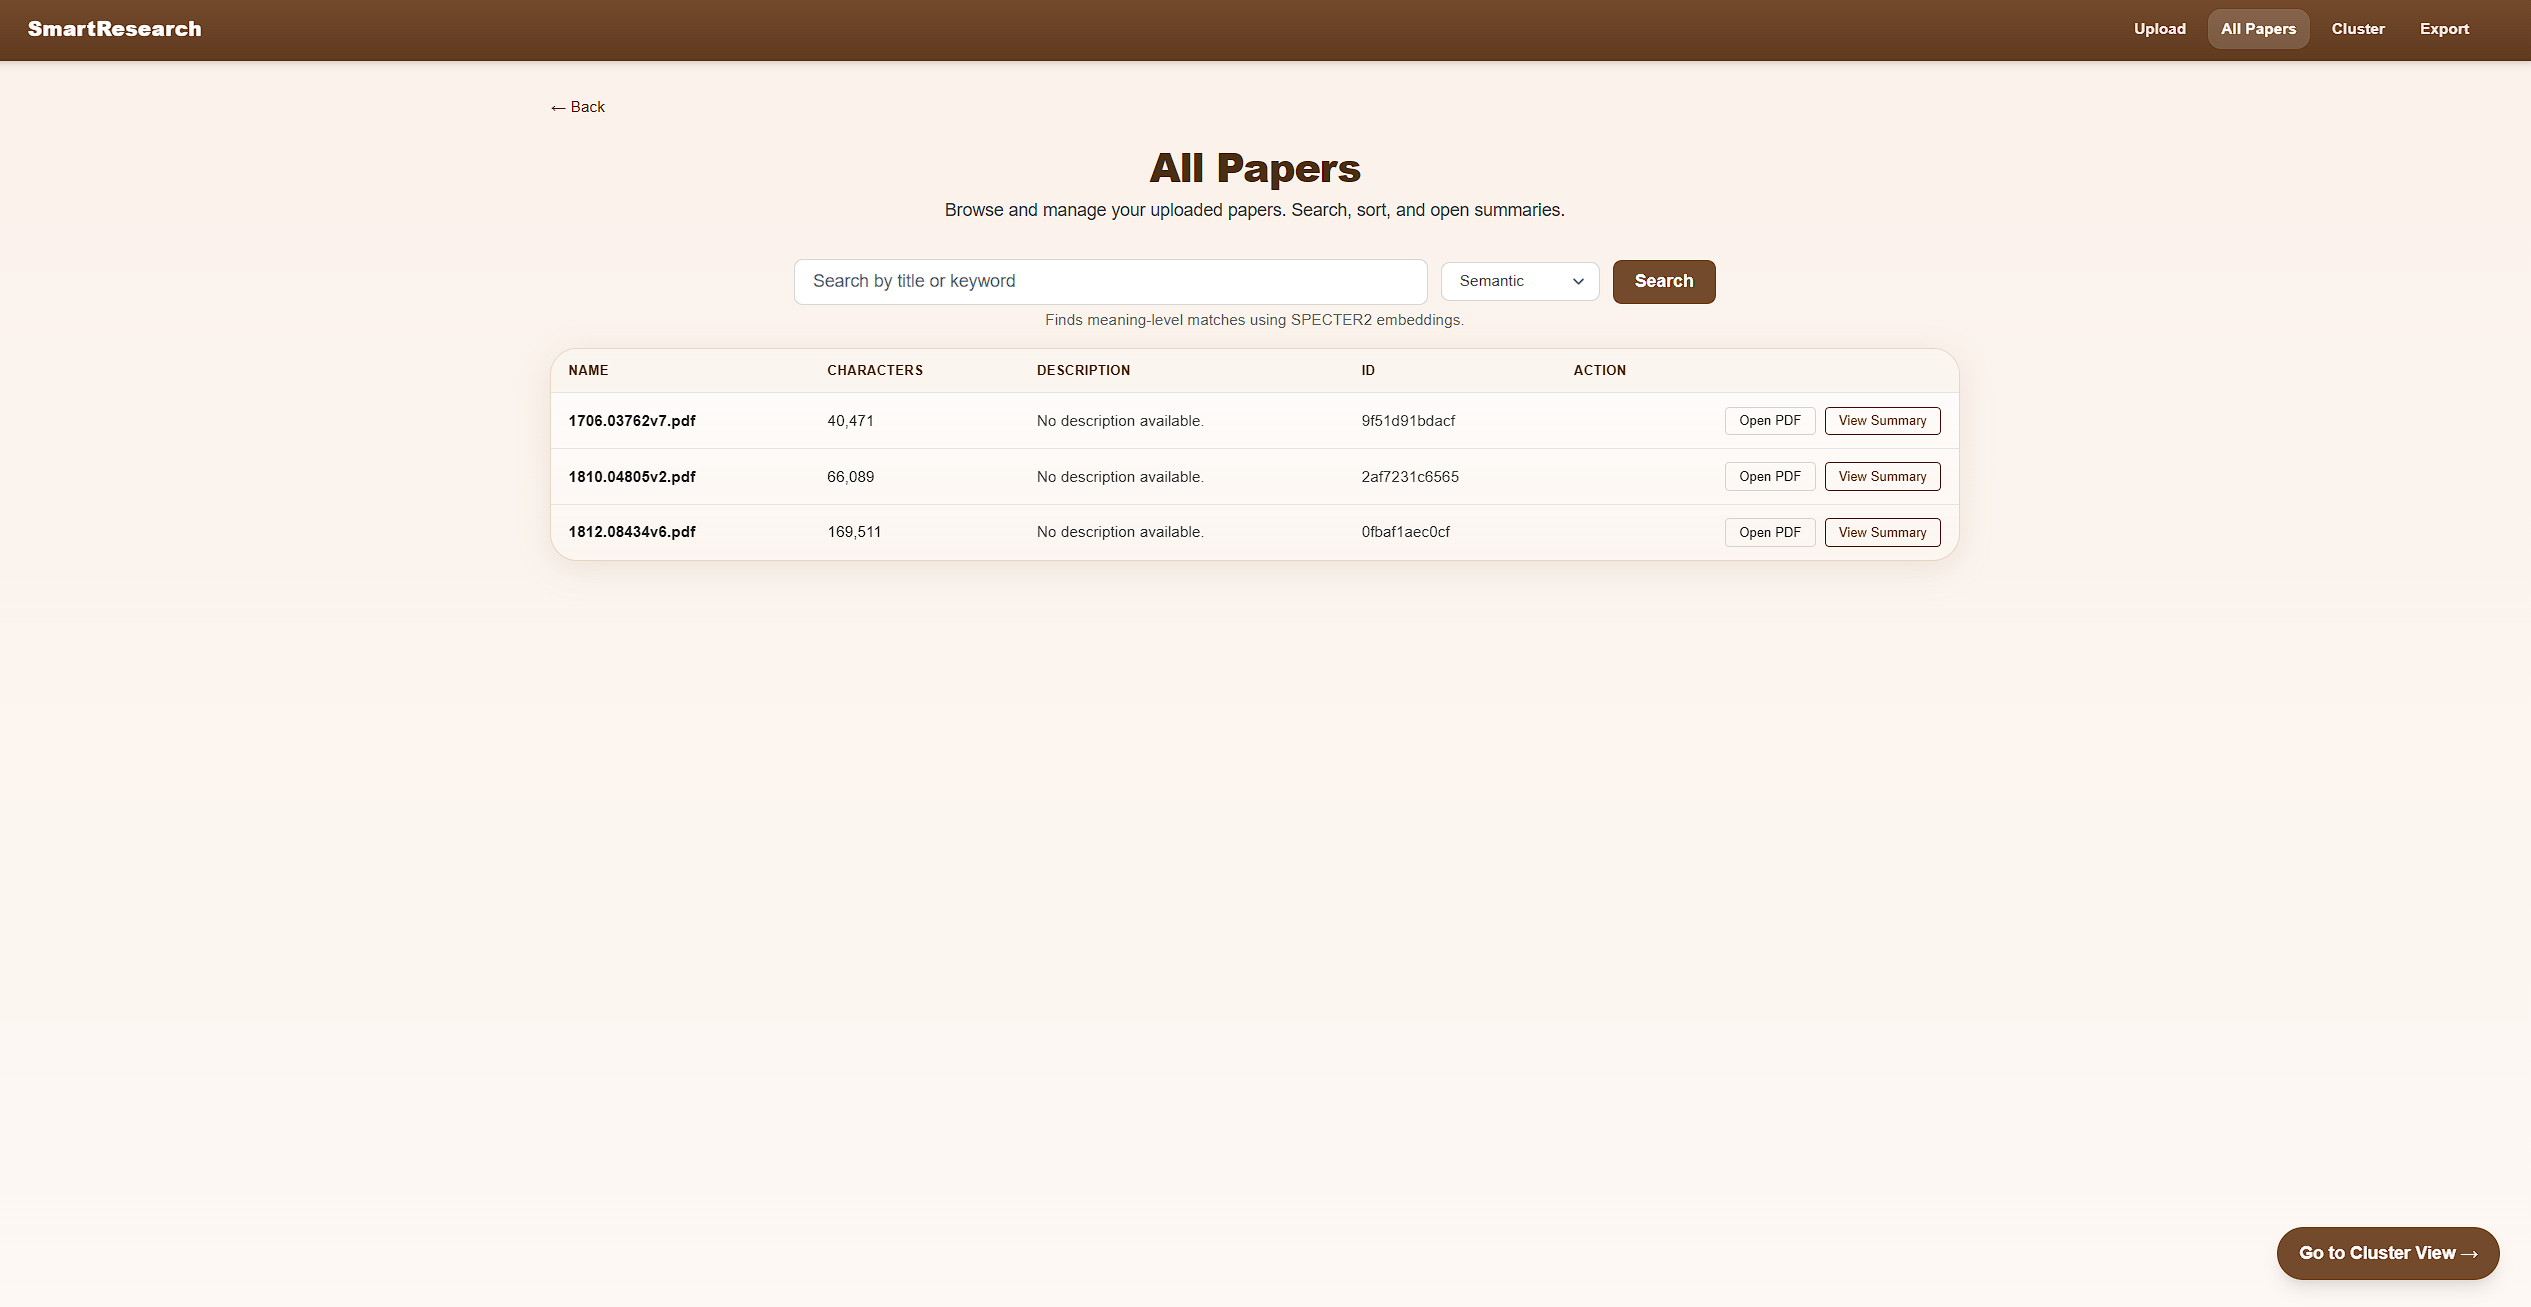 SmartResearch Upload All Papers Cluster Export
← Back
All Papers
Browse and manage your uploaded papers. Search, sort, and open summaries.
Search by title or keyword Semantic Search
Finds meaning-level matches using SPECTER2 embeddings.
NAME CHARACTERS DESCRIPTION ID ACTION
1706.03762v7.pdf 40,471 No description available. 9f51d91bdacf Open PDF View Summary
1810.04805v2.pdf 66,089 No description available. 2af7231c6565 Open PDF View Summary
1812.08434v6.pdf 169,511 No description available. 0fbaf1aec0cf Open PDF View Summary
Go to Cluster View →